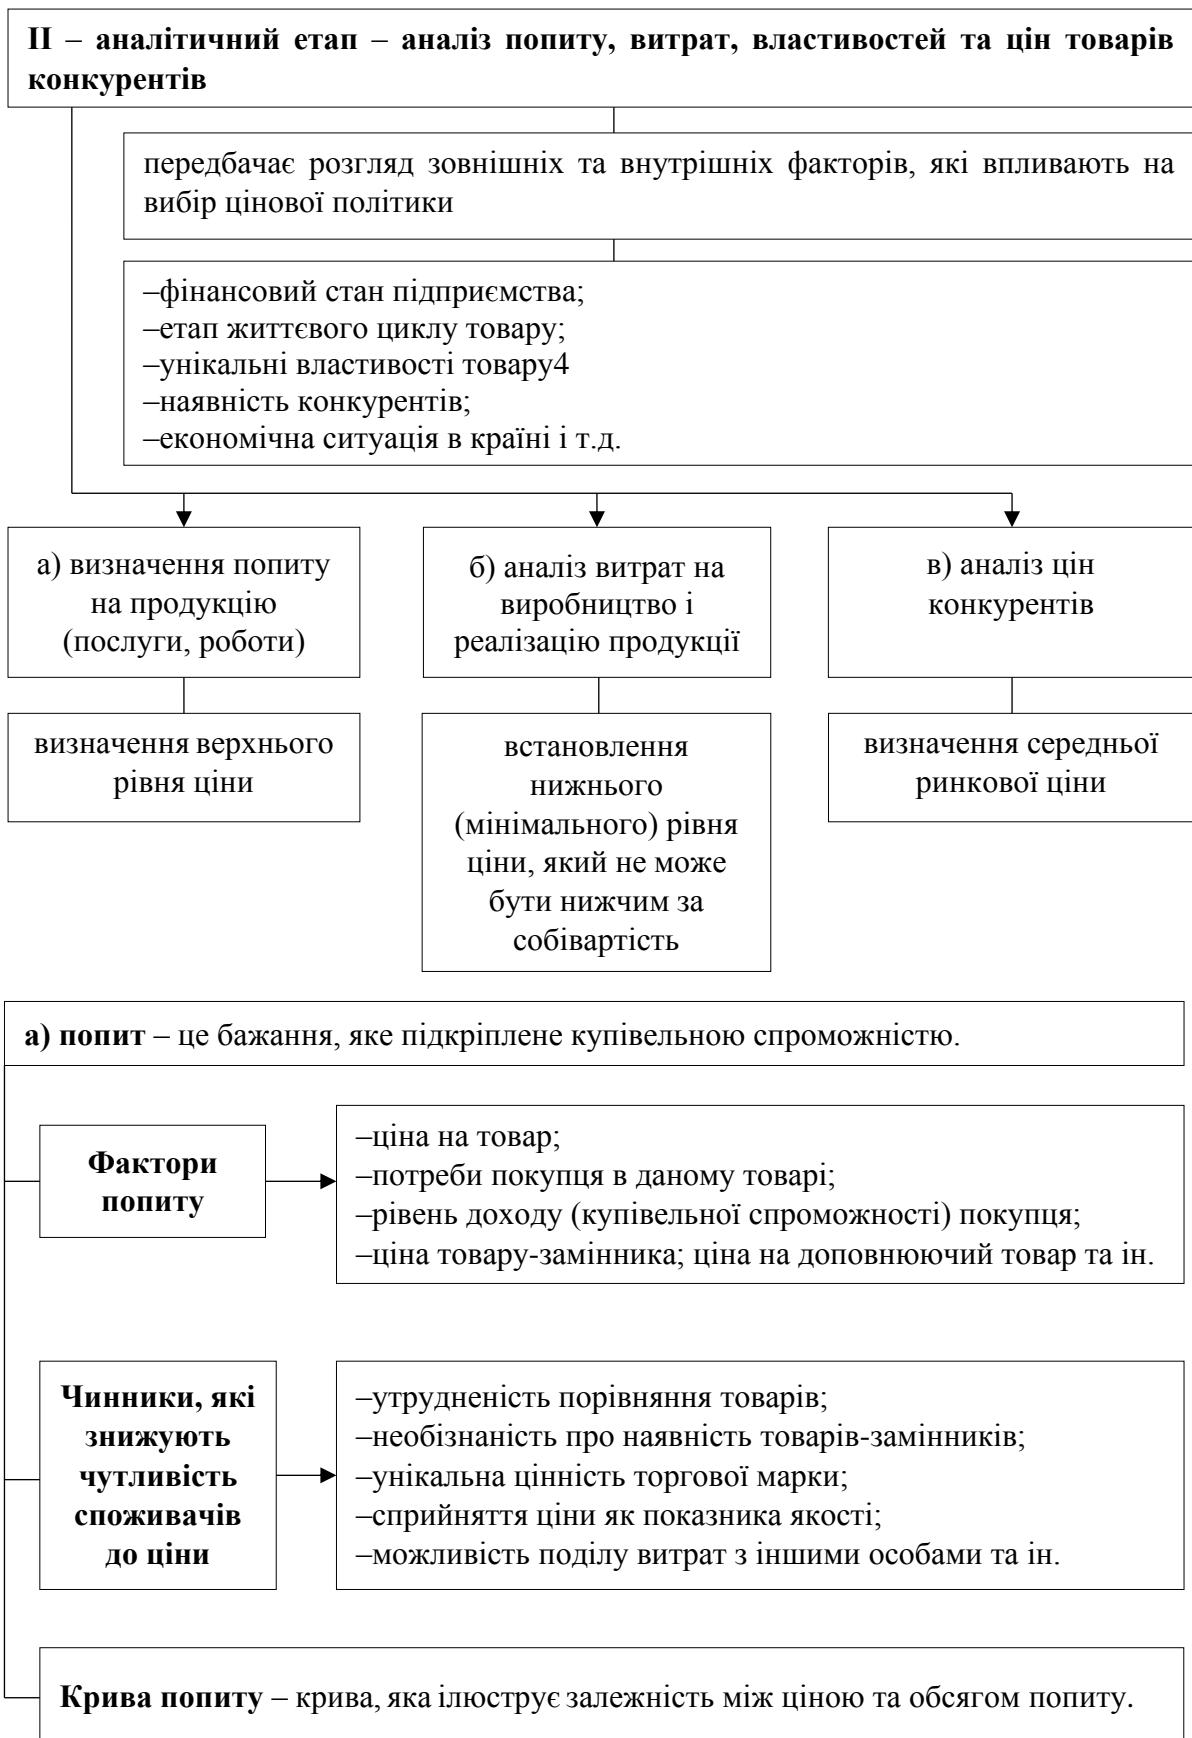 ІІ – аналітичний етап – аналіз попиту, витрат, властивостей та цін товарів
конкурентів
передбачає розгляд зовнішніх та внутрішніх факторів, які впливають на
вибір цінової політики
–фінансовий стан підприємства;
–етап життєвого циклу товару;
–унікальні властивості товару4
–наявність конкурентів;
–економічна ситуація в країні і т.д.
а) визначення попиту
на продукцію
(послуги, роботи)
б) аналіз витрат на
виробництво і
реалізацію продукції
в) аналіз цін
конкурентів
визначення верхнього
рівня ціни
встановлення
нижнього
(мінімального) рівня
ціни, який не може
бути нижчим за
собівартість
визначення середньої
ринкової ціни
а) попит – це бажання, яке підкріплене купівельною спроможністю.
Фактори
попиту
–ціна на товар;
–потреби покупця в даному товарі;
–рівень доходу (купівельної спроможності) покупця;
–ціна товару-замінника; ціна на доповнюючий товар та ін.
Чинники, які
знижують
чутливість
споживачів
до ціни
–утрудненість порівняння товарів;
–необізнаність про наявність товарів-замінників;
–унікальна цінність торгової марки;
–сприйняття ціни як показника якості;
–можливість поділу витрат з іншими особами та ін.
Крива попиту – крива, яка ілюструє залежність між ціною та обсягом попиту.